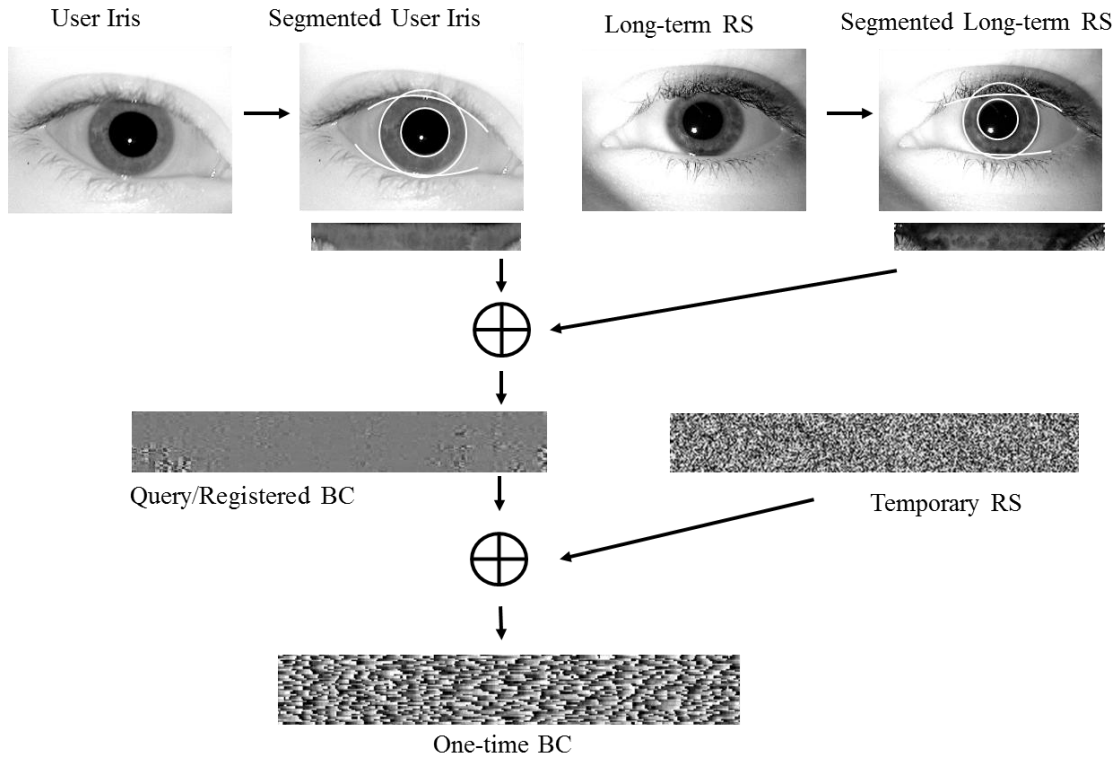 User Iris
Segmented User Iris
Long-term RS
Segmented Long-term RS
Query/Registered BC
Temporary RS
One-time BC